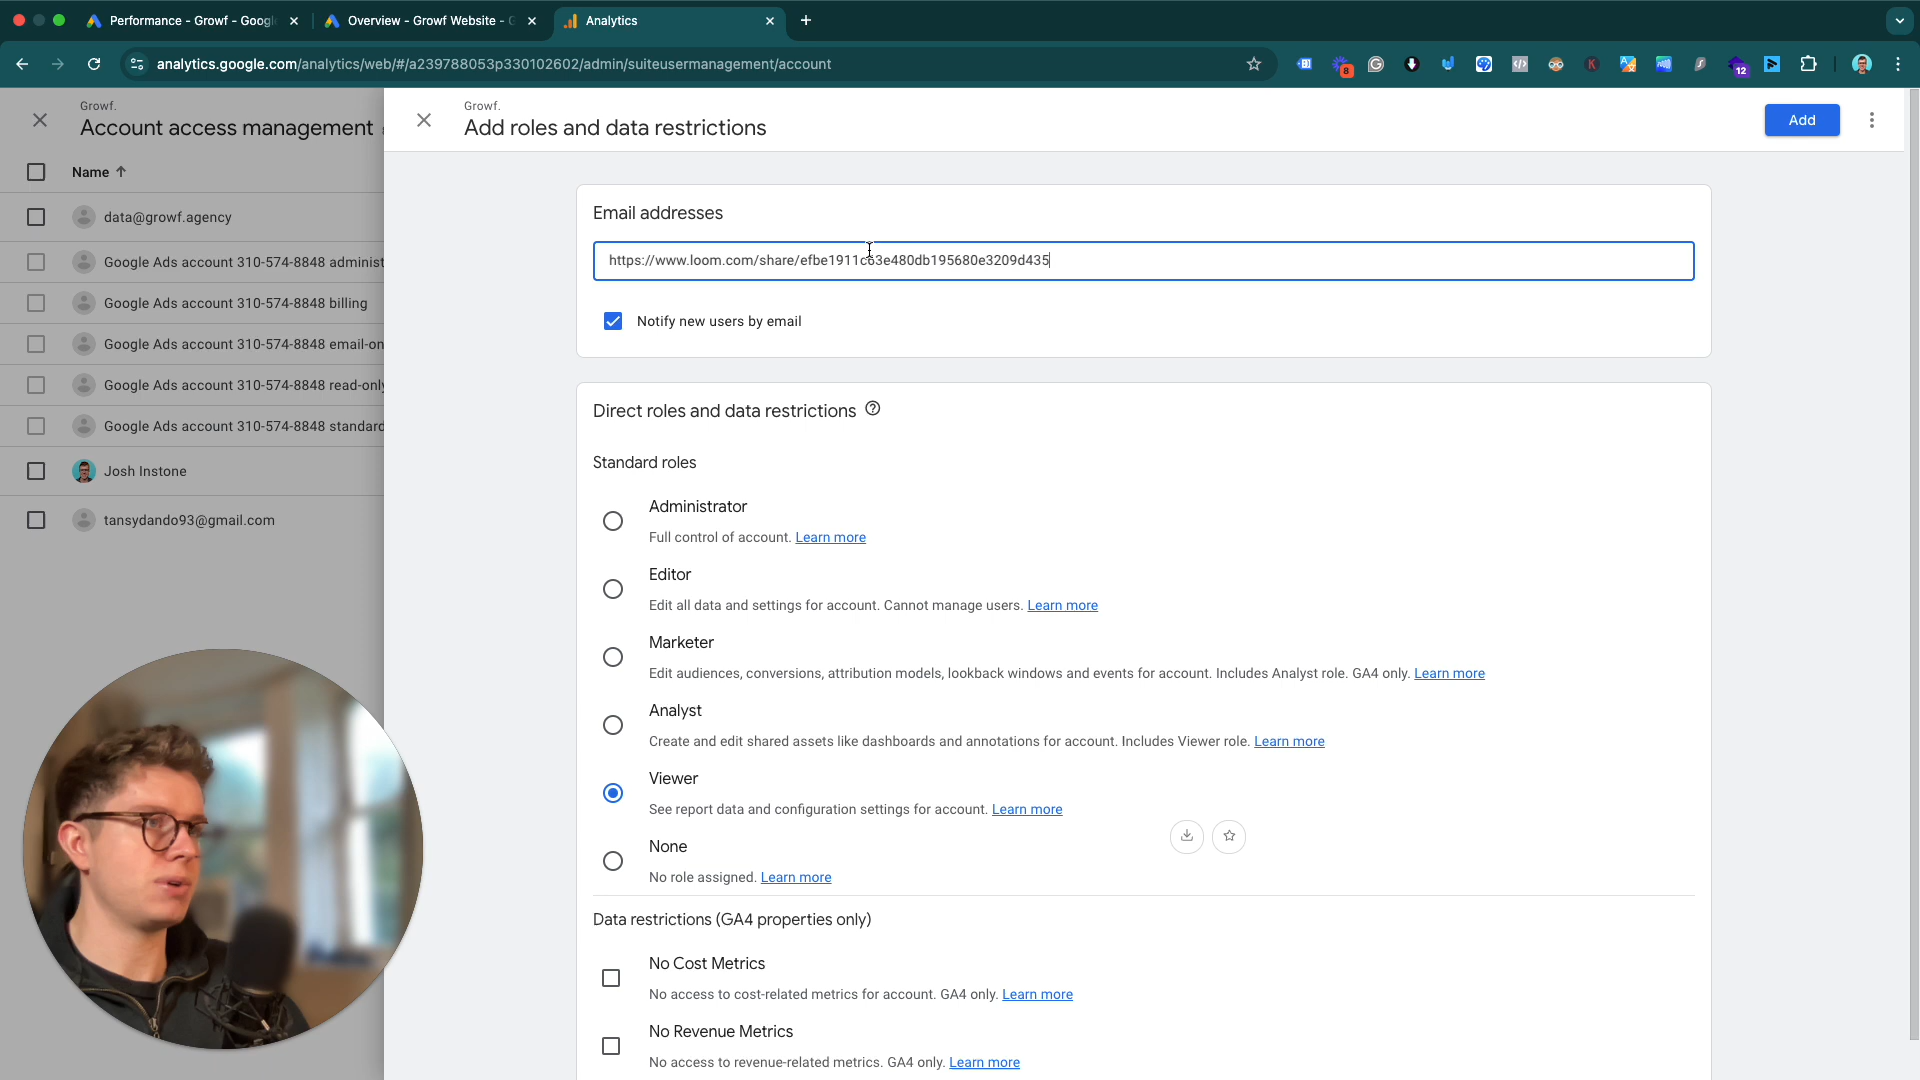 Performance - Growf - Googl
Overview - Growf Website - G
Analytics
analytics.google.com/analytics/web/#/a239788053p330102602/admin/suiteusermanagement/account
8
12
Growf.
Account access management
Name
data@growf.agency
Google Ads account 310-574-8848 administ
Google Ads account 310-574-8848 billing
Google Ads account 310-574-8848 email-on
Google Ads account 310-574-8848 read-only
Google Ads account 310-574-8848 standard
Josh Instone
tansydando93@gmail.com
Growf.
Add roles and data restrictions
Add
Email addresses
https://www.loom.com/share/efbe1911c63e480db195680e3209d435
Notify new users by email
Direct roles and data restrictions
Standard roles
Administrator
Full control of account. Learn more
Editor
Edit all data and settings for account. Cannot manage users. Learn more
Marketer
Edit audiences, conversions, attribution models, lookback windows and events for account. Includes Analyst role. GA4 only. Learn more
Analyst
Create and edit shared assets like dashboards and annotations for account. Includes Viewer role. Learn more
Viewer
See report data and configuration settings for account. Learn more
None
No role assigned. Learn more
Data restrictions (GA4 properties only)
No Cost Metrics
No access to cost-related metrics for account. GA4 only. Learn more
No Revenue Metrics
No access to revenue-related metrics. GA4 only. Learn more